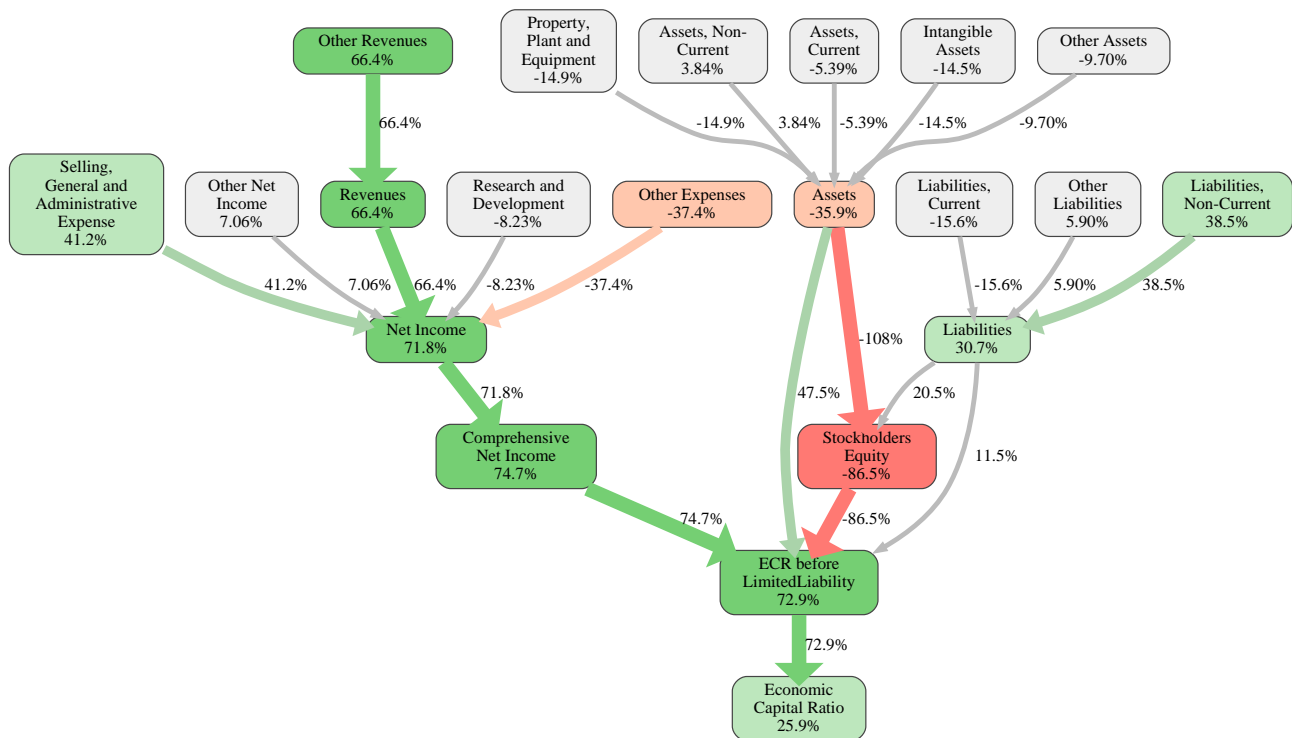 Other Revenues
66.4%
Property,
Plant and
Equipment
-14.9%
Assets, Non-
Current
3.84%
Assets,
Current
-5.39%
Intangible
Assets
-14.5%
Other Assets
-9.70%
66.4%
-14.9%
3.84%
-5.39%
-14.5%
-9.70%
Selling,
General and
Administrative
Expense
41.2%
Other Net
Income
7.06%
Revenues
66.4%
Research and
Development
-8.23%
Other Expenses
-37.4%
Assets
-35.9%
Liabilities,
Current
-15.6%
Other
Liabilities
5.90%
Liabilities,
Non-Current
38.5%
41.2%
7.06%
66.4%
-8.23%
-37.4%
-15.6%
5.90%
38.5%
Net Income
71.8%
-108%
Liabilities
30.7%
71.8%
47.5%
20.5%
Comprehensive
Net Income
74.7%
Stockholders
Equity
-86.5%
11.5%
74.7%
-86.5%
ECR before
LimitedLiability
72.9%
72.9%
Economic
Capital Ratio
25.9%